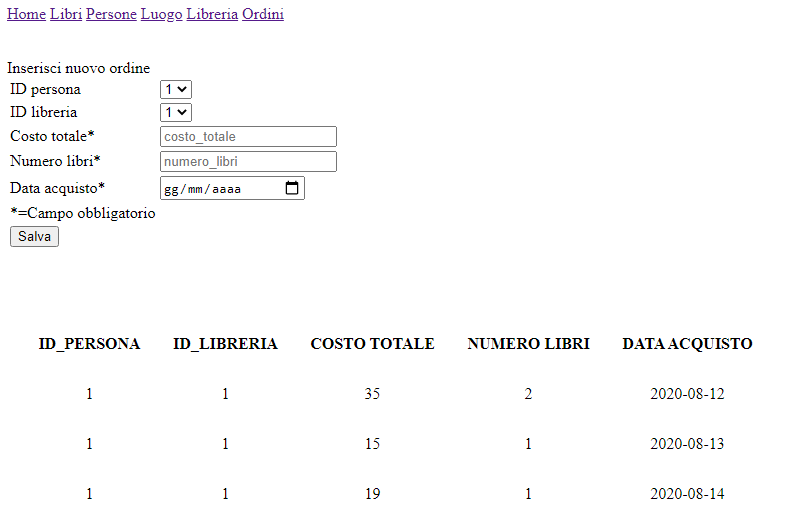 Home Libri Persone Luogo Libreria Ordini
Inserisci nuovo ordine
ID persona 1
ID libreria 1
Costo totale* costo_totale
Numero libri* numero_libri
Data acquisto* gg/mm/aaaa
*=Campo obbligatorio
Salva
ID_PERSONA ID_LIBRERIA COSTO TOTALE NUMERO LIBRI DATA ACQUISTO
1 1 35 2 2020-08-12
1 1 15 1 2020-08-13
1 1 19 1 2020-08-14